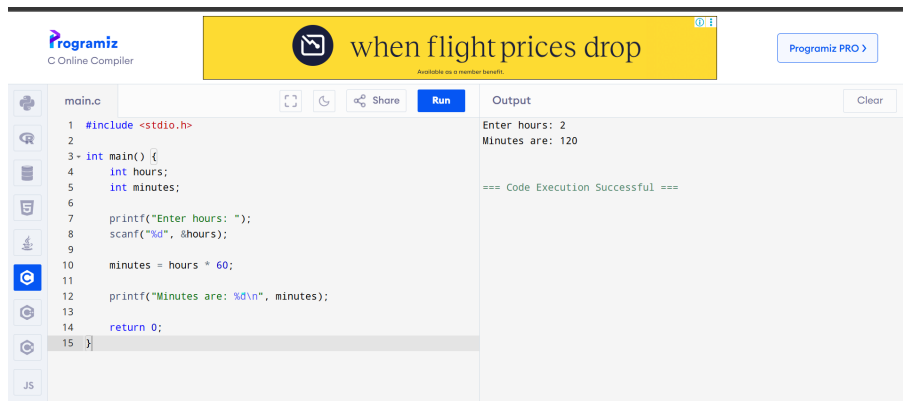 Programiz
C Online Compiler
when flight prices drop
Available as a member benefit.
Programiz PRO >
main.c
Share
Run
Output
Clear
1 #include <stdio.h>
2
3 int main() {
4     int hours;
5     int minutes;
6
7     printf("Enter hours: ");
8     scanf("%d", &hours);
9
10     minutes = hours * 60;
11
12     printf("Minutes are: %d\n", minutes);
13
14     return 0;
15 }
Enter hours: 2
Minutes are: 120
=== Code Execution Successful ===
R
5
C
C
C
JS